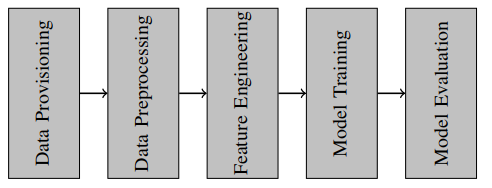 Data Provisioning
Data Preprocessing
Feature Engineering
Model Training
Model Evaluation